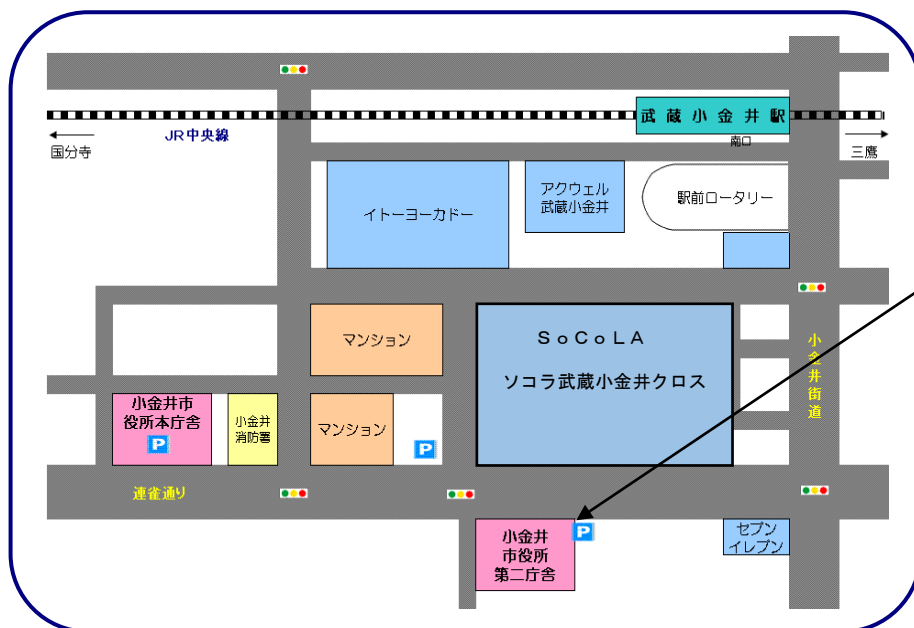 武蔵小金井駅
JR中央線
南口
国分寺
三鷹
アクウェル
武蔵小金井
駅前ロータリー
イトーヨーカドー
SoCoLA
ソコラ武蔵小金井クロス
マンション
小金井街道
小金井市
役所本庁舎
P
小金井
消防署
マンション
P
連雀通り
小金井
市役所
第二庁舎
P
セブン
イレブン